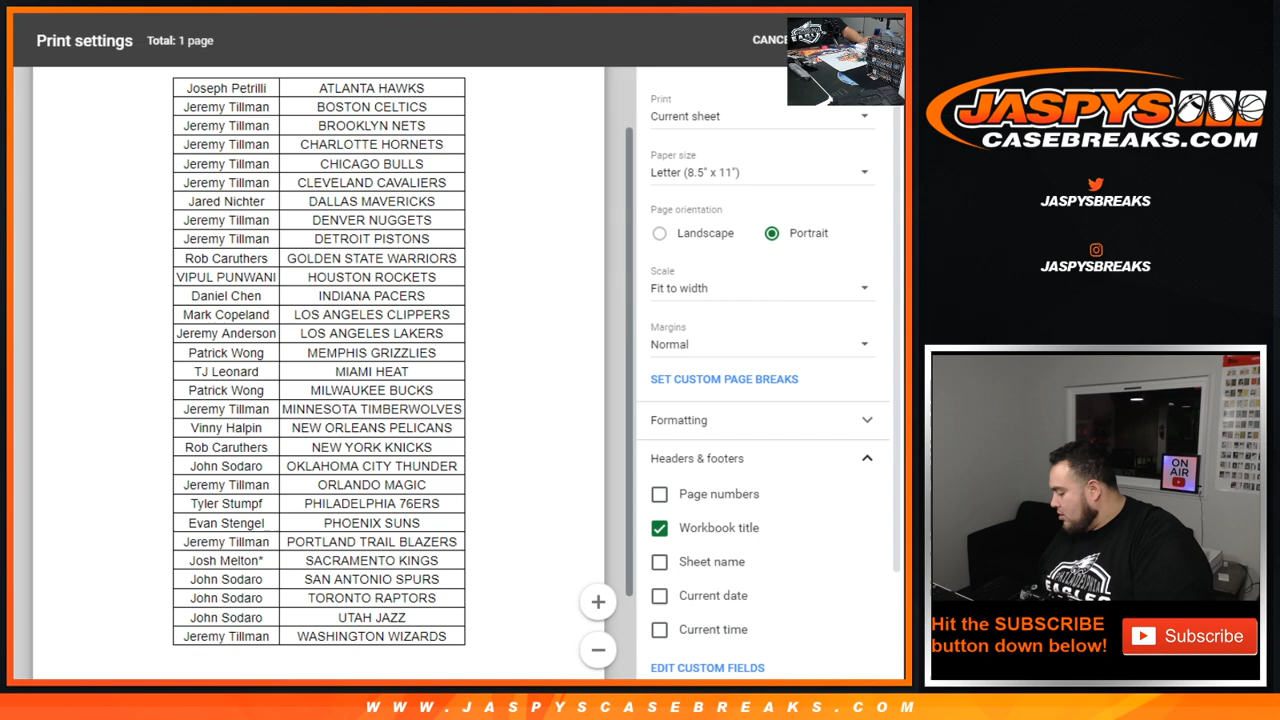 Print settings Total: 1 page
CANCE
Joseph Petrilli ATLANTA HAWKS
Jeremy Tillman BOSTON CELTICS
Jeremy Tillman BROOKLYN NETS
Jeremy Tillman CHARLOTTE HORNETS
Jeremy Tillman CHICAGO BULLS
Jeremy Tillman CLEVELAND CAVALIERS
Jared Nichter DALLAS MAVERICKS
Jeremy Tillman DENVER NUGGETS
Jeremy Tillman DETROIT PISTONS
Rob Caruthers GOLDEN STATE WARRIORS
VIPUL PUNWANI HOUSTON ROCKETS
Daniel Chen INDIANA PACERS
Mark Copeland LOS ANGELES CLIPPERS
Jeremy Anderson LOS ANGELES LAKERS
Patrick Wong MEMPHIS GRIZZLIES
TJ Leonard MIAMI HEAT
Patrick Wong MILWAUKEE BUCKS
Jeremy Tillman MINNESOTA TIMBERWOLVES
Vinny Halpin NEW ORLEANS PELICANS
Rob Caruthers NEW YORK KNICKS
John Sodaro OKLAHOMA CITY THUNDER
Jeremy Tillman ORLANDO MAGIC
Tyler Stumpf PHILADELPHIA 76ERS
Evan Stengel PHOENIX SUNS
Jeremy Tillman PORTLAND TRAIL BLAZERS
Josh Melton* SACRAMENTO KINGS
John Sodaro SAN ANTONIO SPURS
John Sodaro TORONTO RAPTORS
John Sodaro UTAH JAZZ
Jeremy Tillman WASHINGTON WIZARDS
Print
Current sheet
Paper size
Letter (8.5" x 11")
Page orientation
Landscape Portrait
Scale
Fit to width
Margins
Normal
SET CUSTOM PAGE BREAKS
Formatting
Headers & footers
Page numbers
Workbook title
Sheet name
Current date
Current time
EDIT CUSTOM FIELDS
JASPYS
CASEBREAKS.COM
JASPYSBREAKS
JASPYSBREAKS
ON
AIR
PHILADELPHIA
EAGLES
Hit the SUBSCRIBE
button down below!
Subscribe
WWW.JASPYSCASEBREAKS.COM